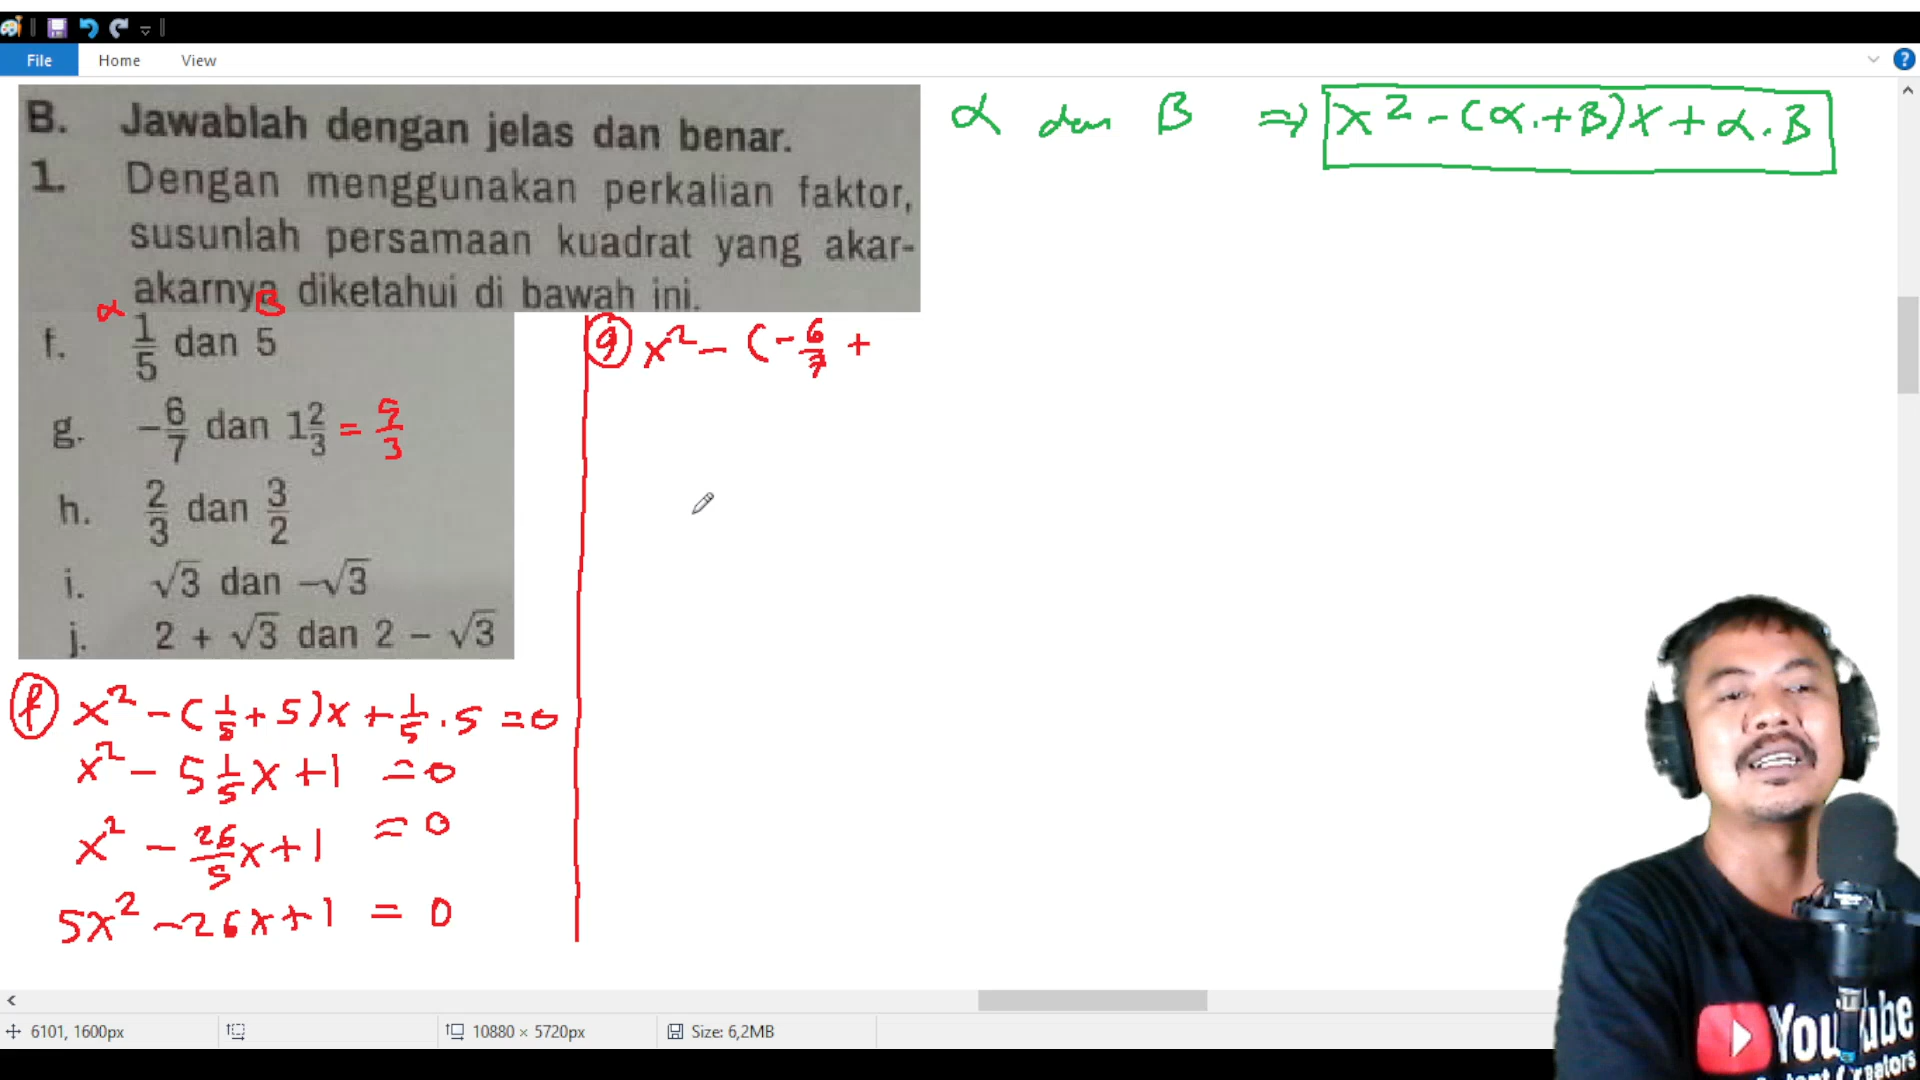 File Home View
B. Jawablah dengan jelas dan benar.
1. Dengan menggunakan perkalian faktor,
susunlah persamaan kuadrat yang akar-
akarnya diketahui di bawah ini.
α β
f. 1/5 dan 5
g. -6/7 dan 1 2/3 = 5/3
h. 2/3 dan 3/2
i. √3 dan -√3
j. 2 + √3 dan 2 - √3
f x² - (1/5 + 5)x + 1/5 . 5 = 0
x² - 5 1/5 x + 1 = 0
x² - 26/5 x + 1 = 0
5x² - 26x + 1 = 0
α dan β ⇒ x² - (α + β)x + α . β
g x² - (-6/7 +
6101, 1600px 10880 × 5720px Size: 6,2MB
YouTube